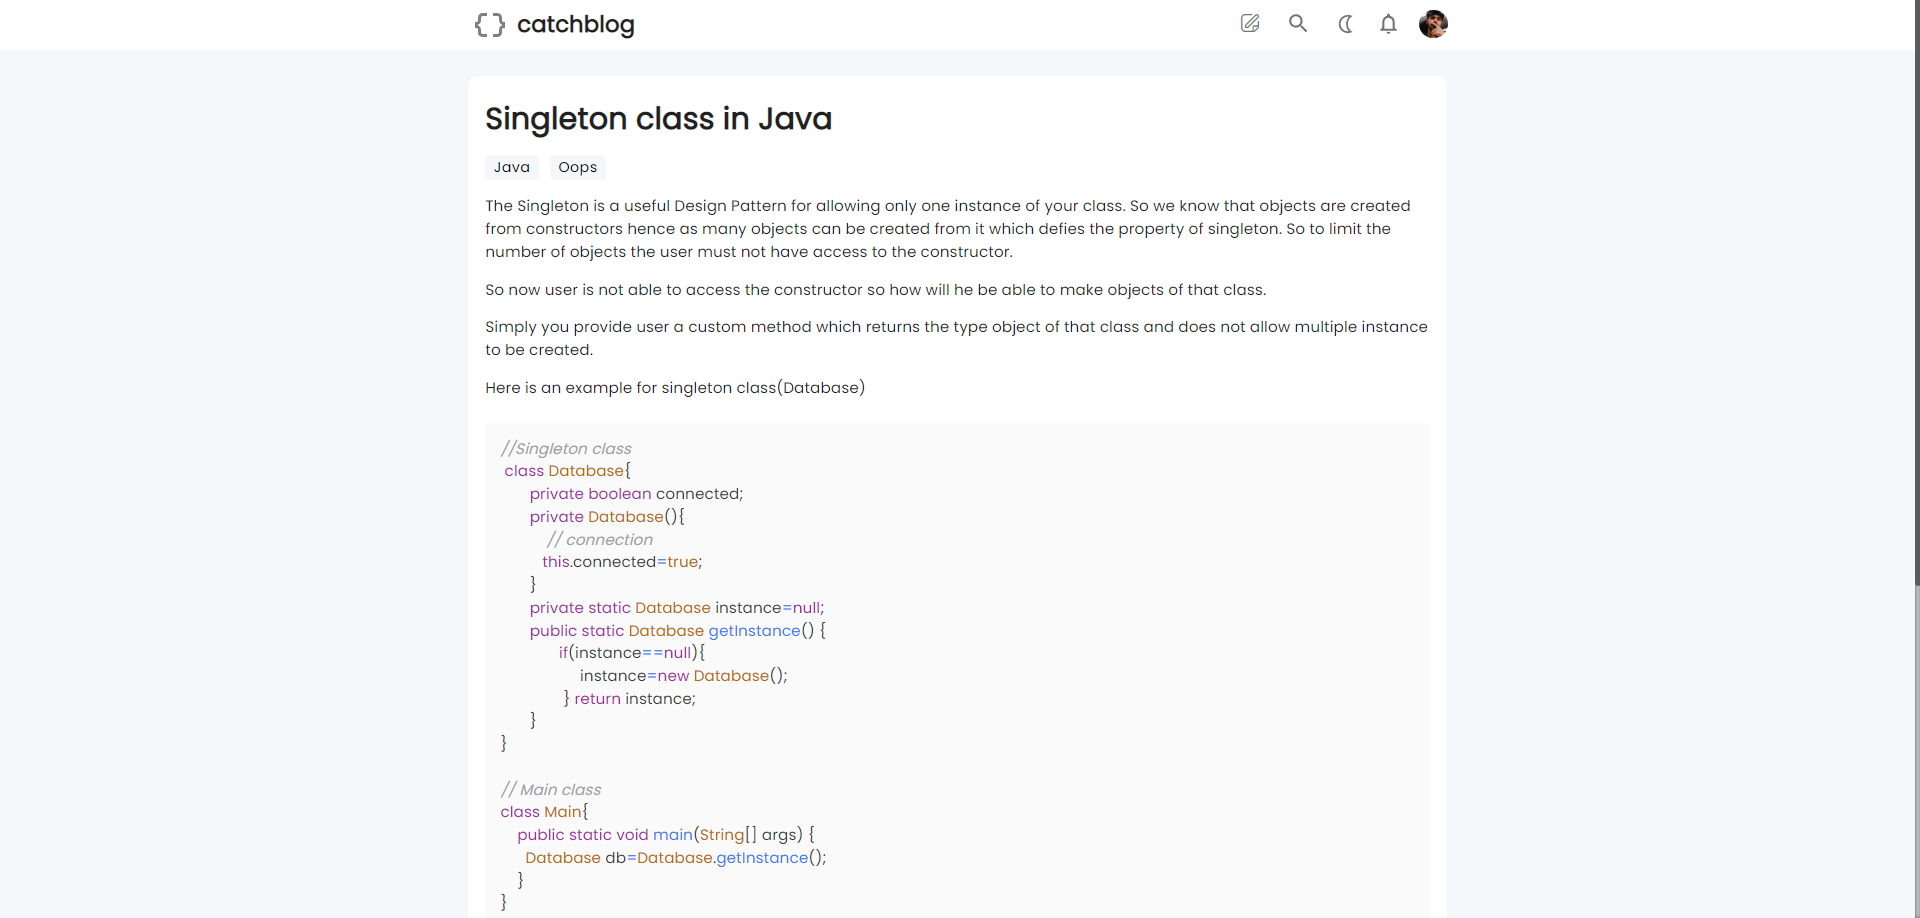 { } catchblog
Singleton class in Java
Java Oops
The Singleton is a useful Design Pattern for allowing only one instance of your class. So we know that objects are created
from constructors hence as many objects can be created from it which defies the property of singleton. So to limit the
number of objects the user must not have access to the constructor.
So now user is not able to access the constructor so how will he be able to make objects of that class.
Simply you provide user a custom method which returns the type object of that class and does not allow multiple instance
to be created.
Here is an example for singleton class(Database)
//Singleton class
class Database{
private boolean connected;
private Database(){
// connection
this.connected=true;
}
private static Database instance=null;
public static Database getInstance() {
if(instance==null){
instance=new Database();
} return instance;
}
}
// Main class
class Main{
public static void main(String[] args) {
Database db=Database.getInstance();
}
}